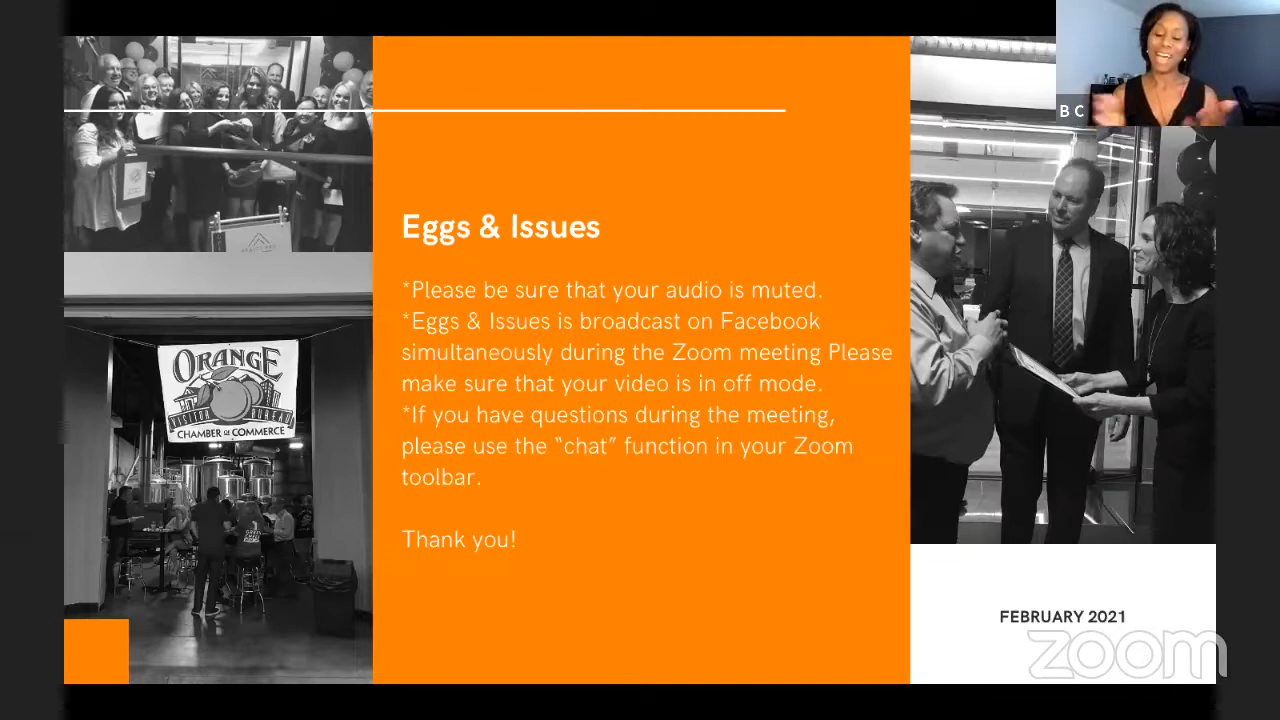 B C
Eggs & Issues
*Please be sure that your audio is muted.
*Eggs & Issues is broadcast on Facebook
simultaneously during the Zoom meeting Please
make sure that your video is in off mode.
*If you have questions during the meeting,
please use the “chat” function in your Zoom
toolbar.
Thank you!
ORANGE
VISITOR BUREAU
CHAMBER of COMMERCE
FEBRUARY 2021
zoom